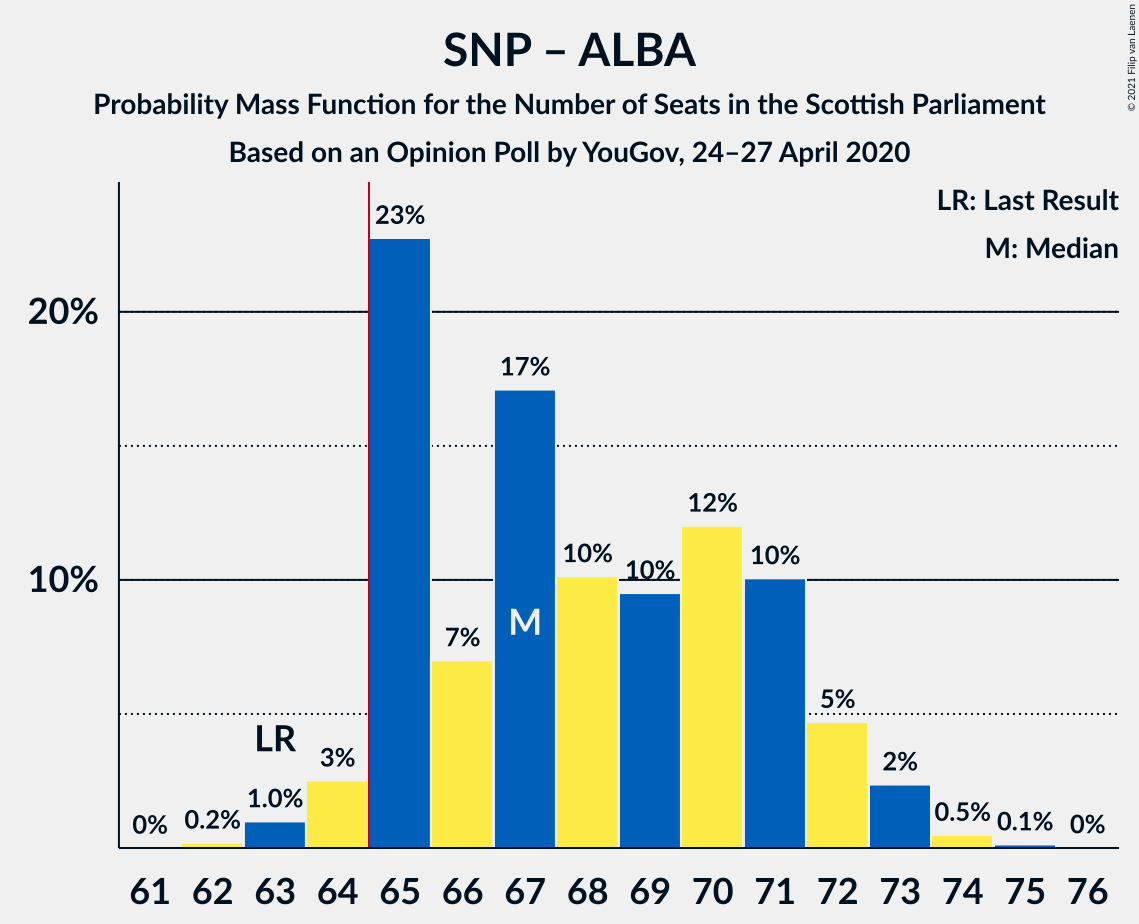 SNP – ALBA
Probability Mass Function for the Number of Seats in the Scottish Parliament
Based on an Opinion Poll by YouGov, 24–27 April 2020
© 2021 Filip van Laenen
LR: Last Result
M: Median
20%
10%
0%
0.2%
1.0%
LR
3%
23%
7%
17%
M
10%
10%
12%
10%
5%
2%
0.5%
0.1%
0%
61 62 63 64 65 66 67 68 69 70 71 72 73 74 75 76